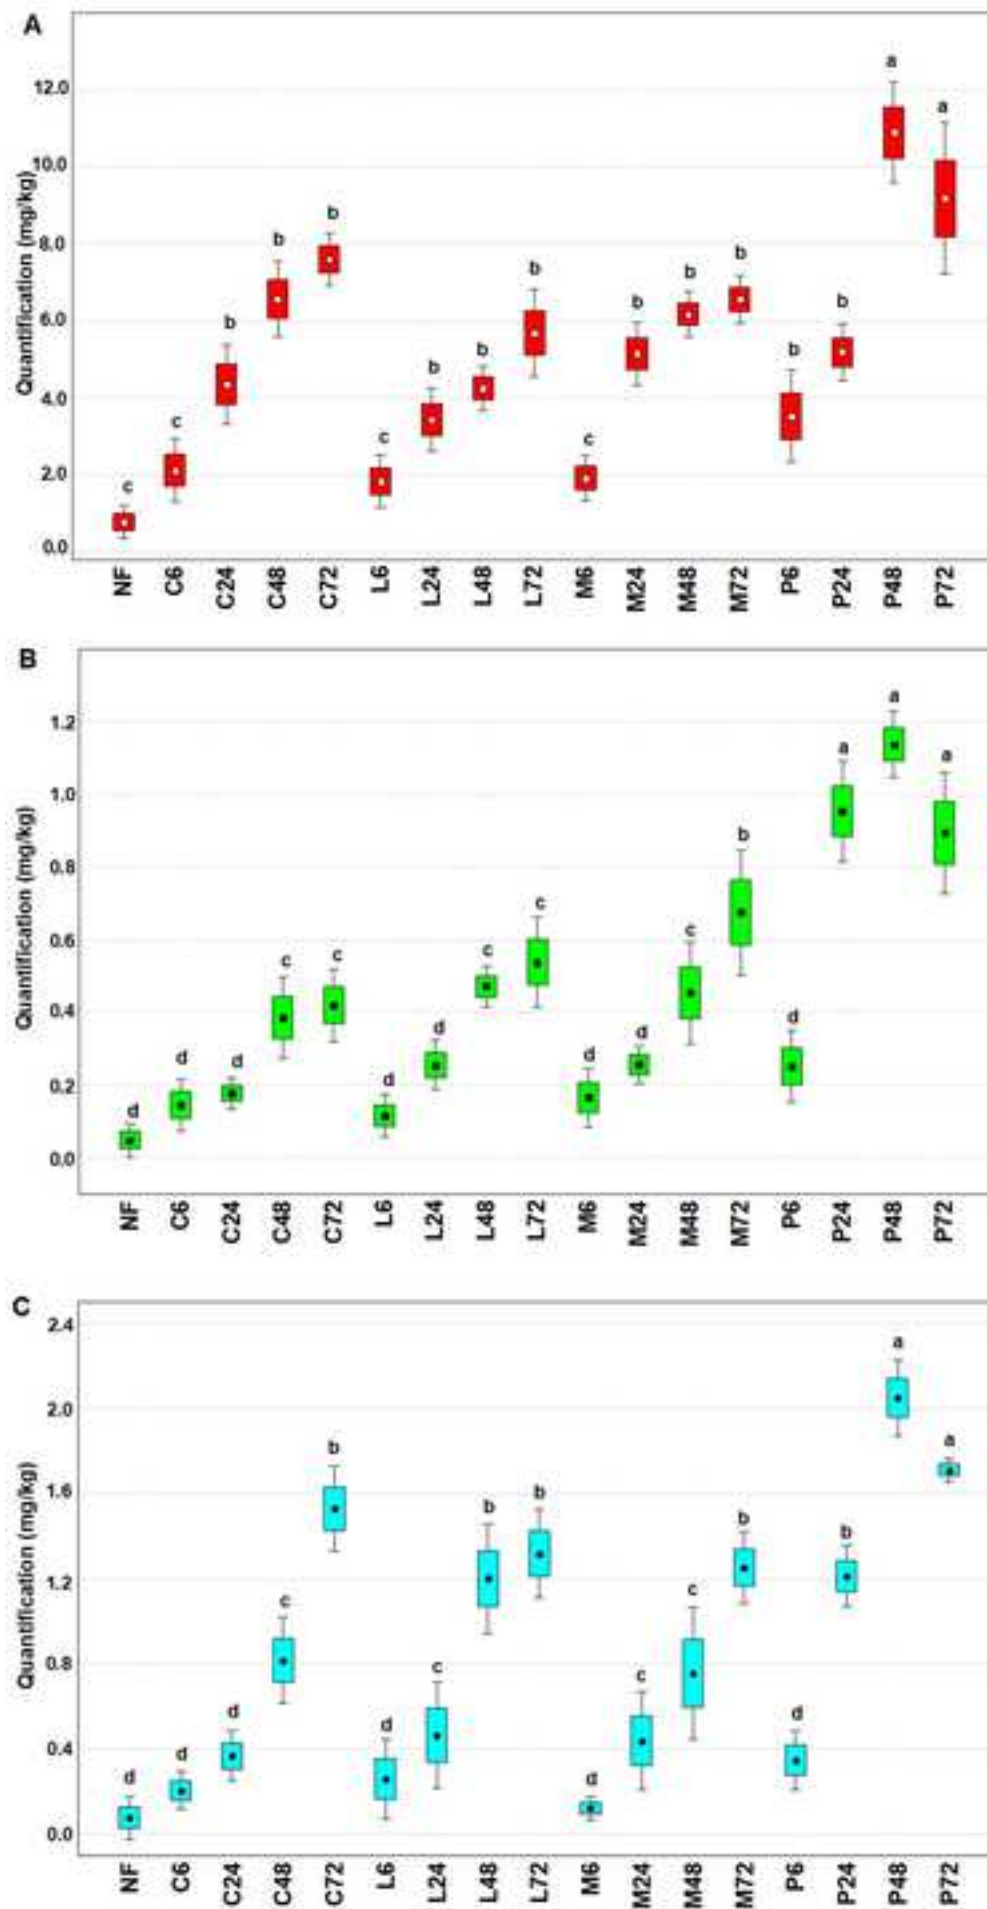 A
Quantification (mg/kg)
12.0
10.0
8.0
6.0
4.0
2.0
0.0
c c b b b c b b b c b b b b b a a
NF C6 C24 C48 C72 L6 L24 L48 L72 M6 M24 M48 M72 P6 P24 P48 P72
B
Quantification (mg/kg)
1.2
1.0
0.8
0.6
0.4
0.2
0.0
d d d c c d d c c d d c b d a a a
NF C6 C24 C48 C72 L6 L24 L48 L72 M6 M24 M48 M72 P6 P24 P48 P72
C
Quantification (mg/kg)
2.4
2.0
1.6
1.2
0.8
0.4
0.0
d d d c b d c b b d c c b d b a a
NF C6 C24 C48 C72 L6 L24 L48 L72 M6 M24 M48 M72 P6 P24 P48 P72